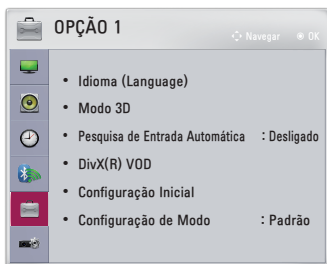 OPÇÃO 1
Navegar OK
• Idioma (Language)
• Modo 3D
• Pesquisa de Entrada Automática : Desligado
• DivX(R) VOD
• Configuração Inicial
• Configuração de Modo : Padrão